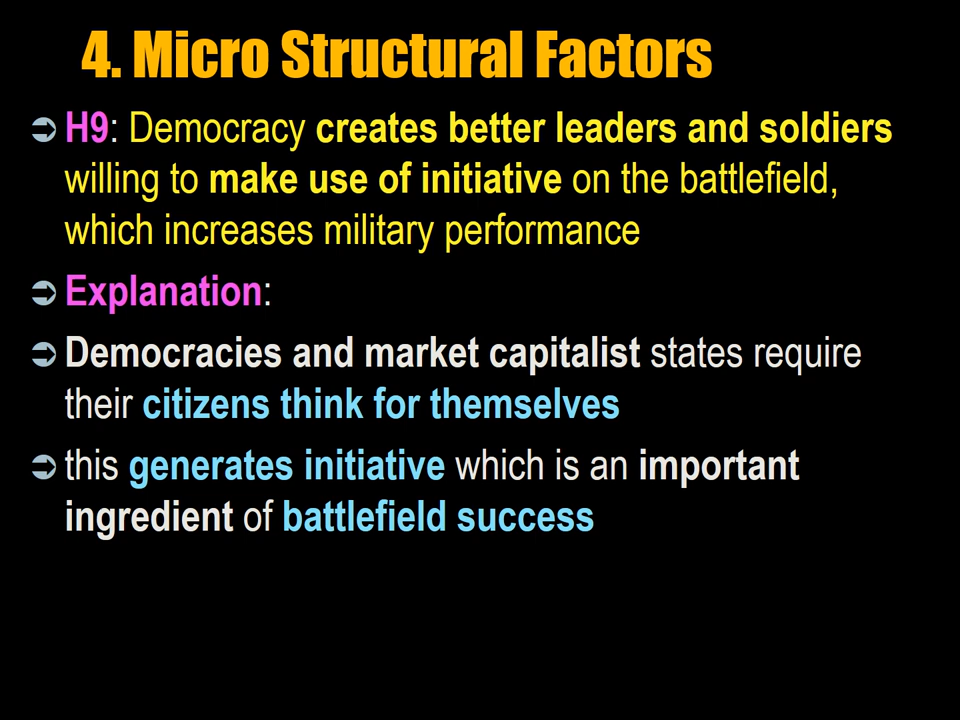 4. Micro Structural Factors
➲ H9: Democracy creates better leaders and soldiers
willing to make use of initiative on the battlefield,
which increases military performance
➲ Explanation:
➲ Democracies and market capitalist states require
their citizens think for themselves
➲ this generates initiative which is an important
ingredient of battlefield success